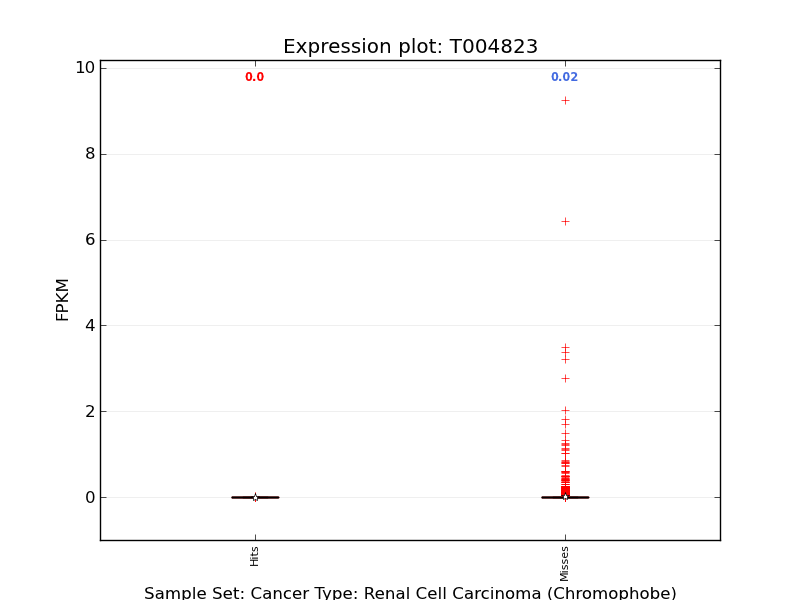 Expression plot: T004823
10
0.0
0.02
8
6
FPKM
4
2
0
Hits
Misses
Sample Set: Cancer Type: Renal Cell Carcinoma (Chromophobe)